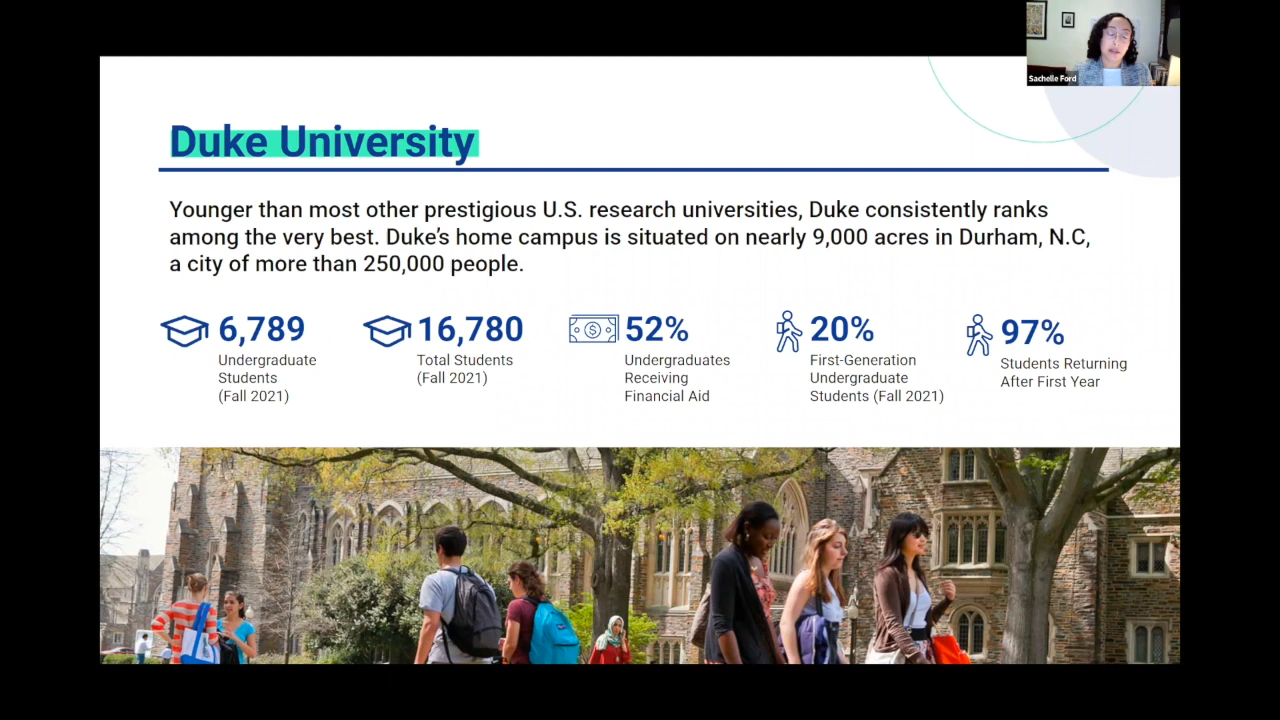 Sachelle Ford
Duke University
Younger than most other prestigious U.S. research universities, Duke consistently ranks
among the very best. Duke’s home campus is situated on nearly 9,000 acres in Durham, N.C,
a city of more than 250,000 people.
6,789
Undergraduate
Students
(Fall 2021)
16,780
Total Students
(Fall 2021)
52%
Undergraduates
Receiving
Financial Aid
20%
First-Generation
Undergraduate
Students (Fall 2021)
97%
Students Returning
After First Year